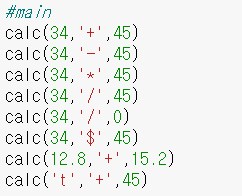 #main
calc(34,'+',45)
calc(34,'-',45)
calc(34,'*',45)
calc(34,'/',45)
calc(34,'/',0)
calc(34,'$',45)
calc(12.8,'+',15.2)
calc('t','+',45)